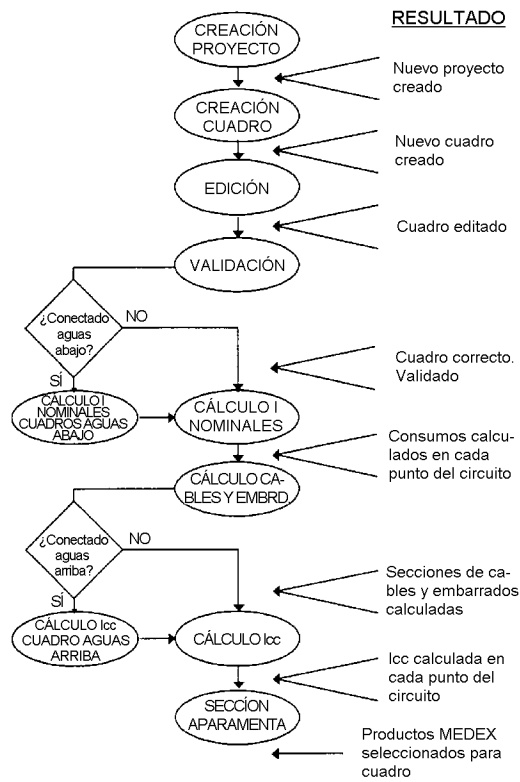 RESULTADO
CREACIÓN
PROYECTO
Nuevo proyecto
creado
CREACIÓN
CUADRO
Nuevo cuadro
creado
EDICIÓN
Cuadro editado
VALIDACIÓN
¿Conectado
aguas
abajo?
NO
SÍ
Cuadro correcto.
Validado
CÁLCULO I
NOMINALES
CUADROS AGUAS
ABAJO
CÁLCULO I
NOMINALES
Consumos calcu-
lados en cada
punto del circuito
CÁLCULO CA-
BLES Y EMBRD.
¿Conectado
aguas
arriba?
NO
SÍ
Secciones de ca-
bles y embarrados
calculadas
CÁLCULO Icc
CUADRO AGUAS
ARRIBA
CÁLCULO Icc
Icc calculada en
cada punto del
circuito
SECCÍON
APARAMENTA
Productos MEDEX
seleccionados para
cuadro